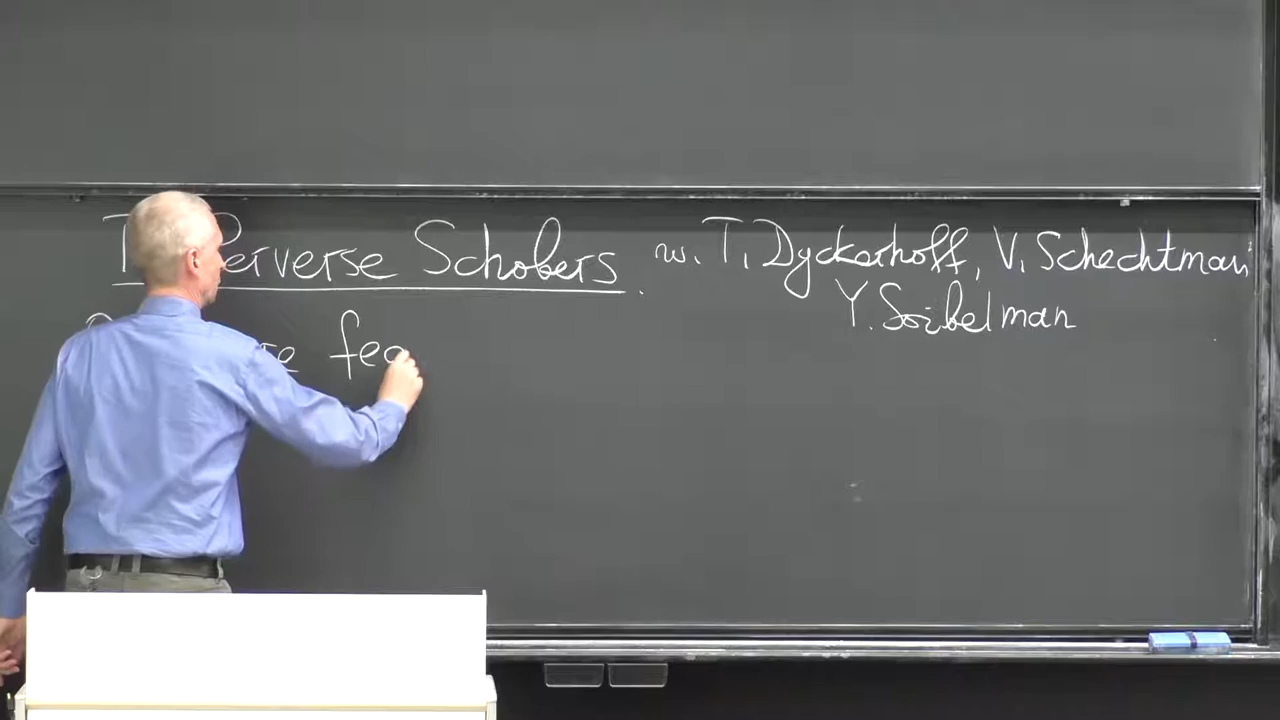 Perverse Schobers. w. T. Dyckerhoff, V. Schechtman
Y. Soibelman
fea